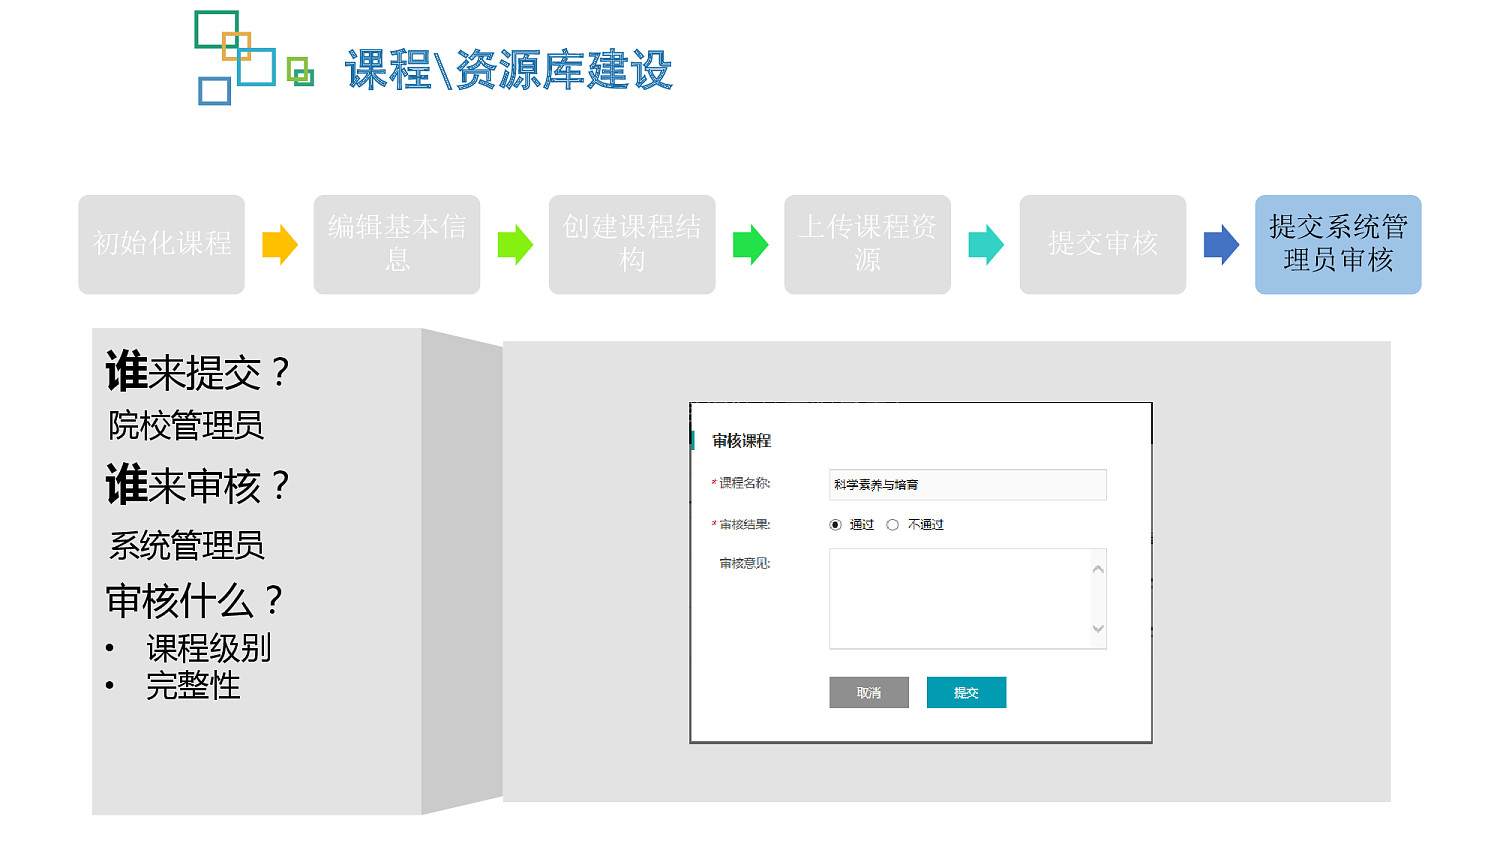 课程\资源库建设
初始化课程
编辑基本信
息
创建课程结
构
上传课程资
源
提交审核
提交系统管
理员审核
谁来提交？
院校管理员
谁来审核？
系统管理员
审核什么？
• 课程级别
• 完整性
审核课程
*课程名称:
科学素养与培育
*审核结果:
通过 不通过
审核意见:
取消 提交